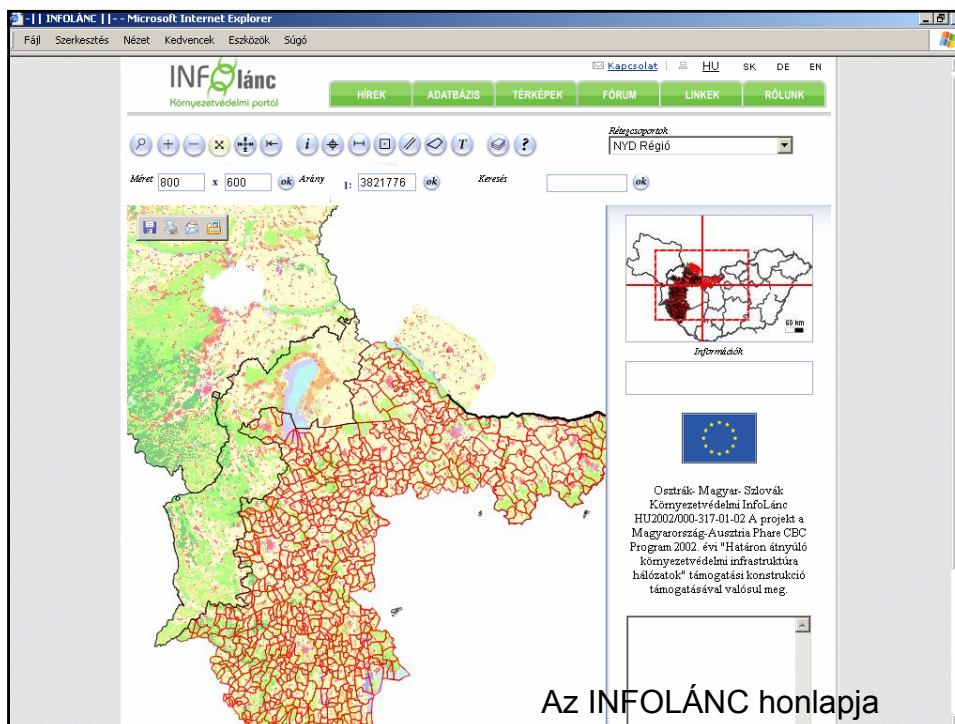 - || INFOLÁNC ||- - Microsoft Internet Explorer
Fájl Szerkesztés Nézet Kedvencek Eszközök Súgó
INFOlánc
Környezetvédelmi portál
Kapcsolat HU SK DE EN
HÍREK ADATBÁZIS TÉRKÉPEK FÓRUM LINKEK RÓLUNK
i T ?
Rétegcsoportok
NYD Régió
Méret 800 x 600 ok Arány 1: 3821776 ok Keresés ok
60 km
Információk
Osztrák- Magyar- Szlovák
Környezetvédelmi InfoLánc
HU2002/000-317-01-02 A projekt a
Magyarország-Ausztria Phare CBC
Program 2002. évi "Határon átnyúló
környezetvédelmi infrastruktúra
hálózatok" támogatási konstrukció
támogatásával valósul meg.
Az INFOLÁNC honlapja